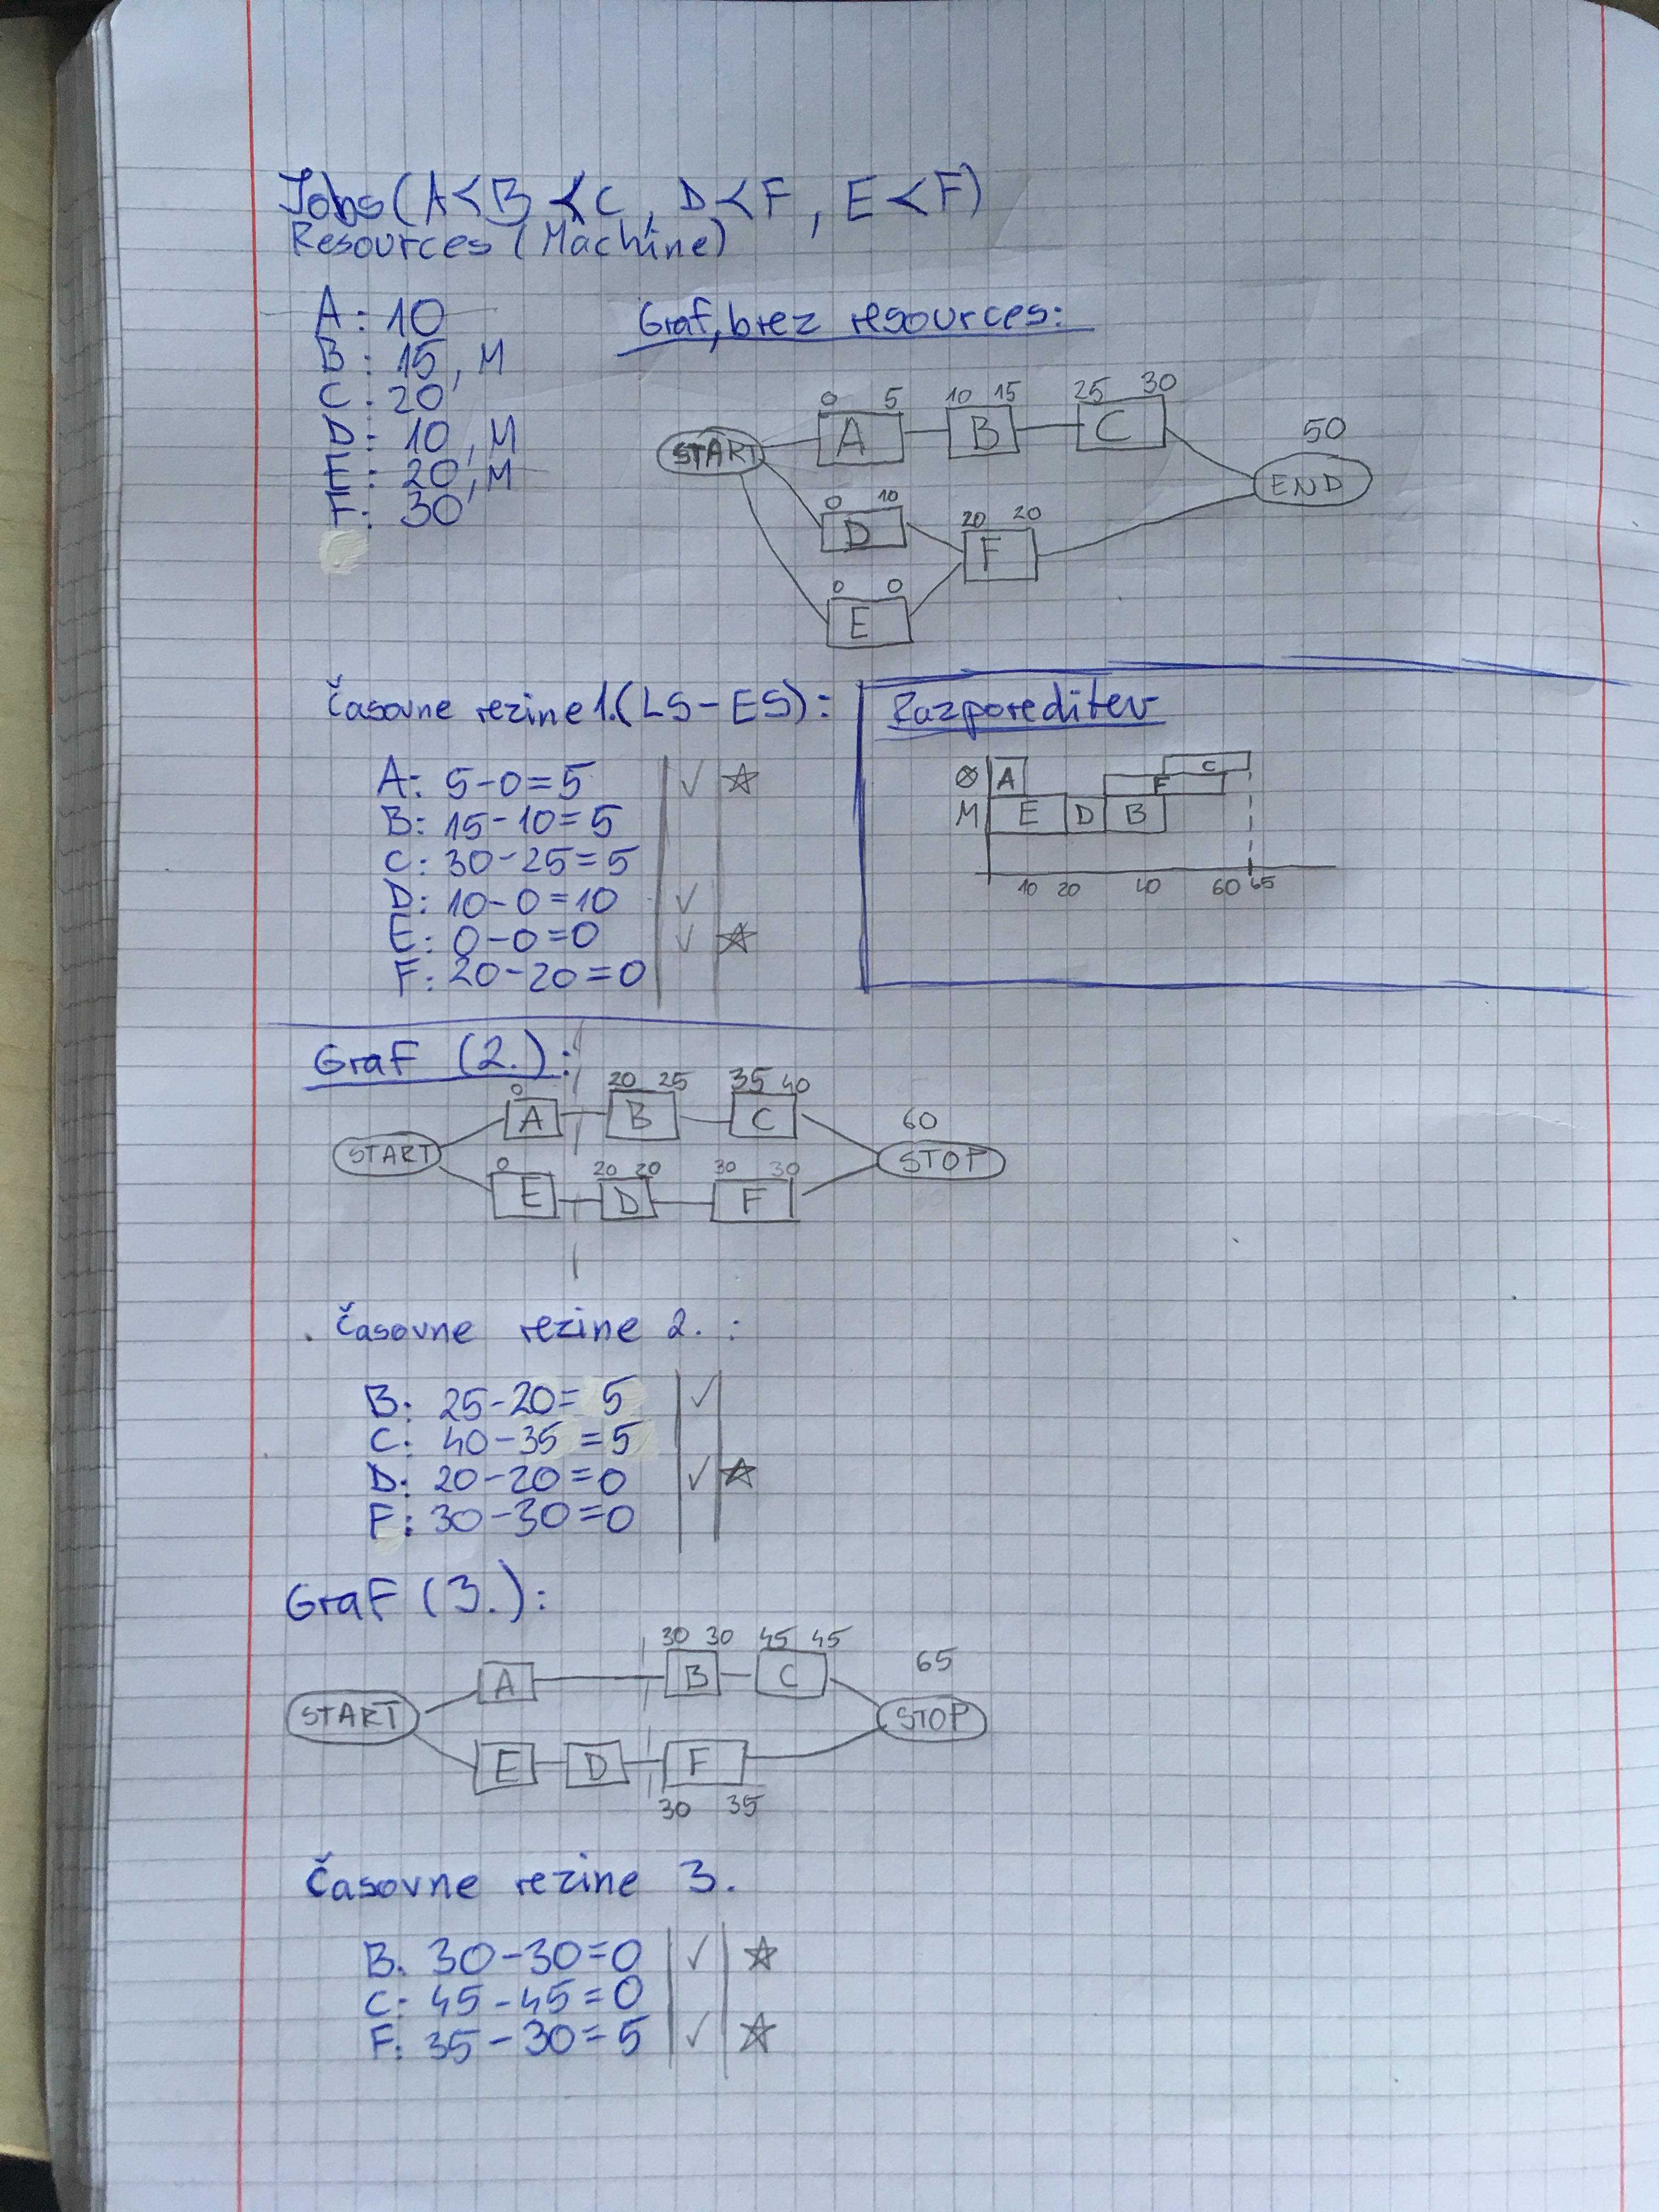 Jobs(A≺B≺C, D≺F, E≺F)
Resources (Machine)
A: 10
B: 15, M
C: 20
D: 10, M
E: 20, M
F: 30
Graf, brez resources:
0 5 10 15 25 30
START A B C 50
END
0 10 20 20
D F
0 0
E
Časovne rezine 1.(LS-ES):
A: 5-0=5 ✓ ☆
B: 15-10=5
C: 30-25=5
D: 10-0=10 ✓
E: 0-0=0 ✓ ☆
F: 20-20=0
Razporeditev
Ø A F C
M E D B
10 20 40 60 65
Graf (2.):
0 20 25 35 40
A B C 60
START STOP
0 20 20 30 30
E D F
Časovne rezine 2.:
B: 25-20=5 ✓
C: 40-35=5
D: 20-20=0 ✓ ☆
F: 30-30=0
Graf (3.):
30 30 45 45
A B C 65
START STOP
E D F
30 35
Časovne rezine 3.
B: 30-30=0 ✓ ☆
C: 45-45=0
F: 35-30=5 ✓ ☆